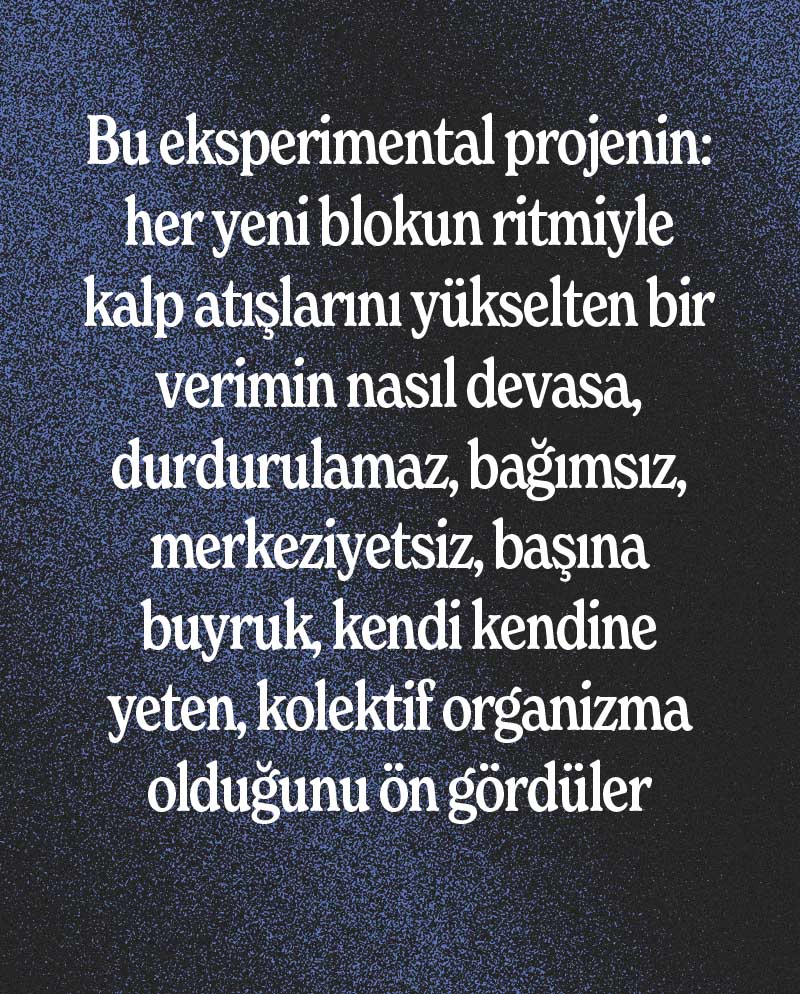 Bu eksperimental projenin:
her yeni blokun ritmiyle
kalp atışlarını yükselten bir
verimin nasıl devasa,
durdurulamaz, bağımsız,
merkeziyetsiz, başına
buyruk, kendi kendine
yeten, kolektif organizma
olduğunu ön gördüler